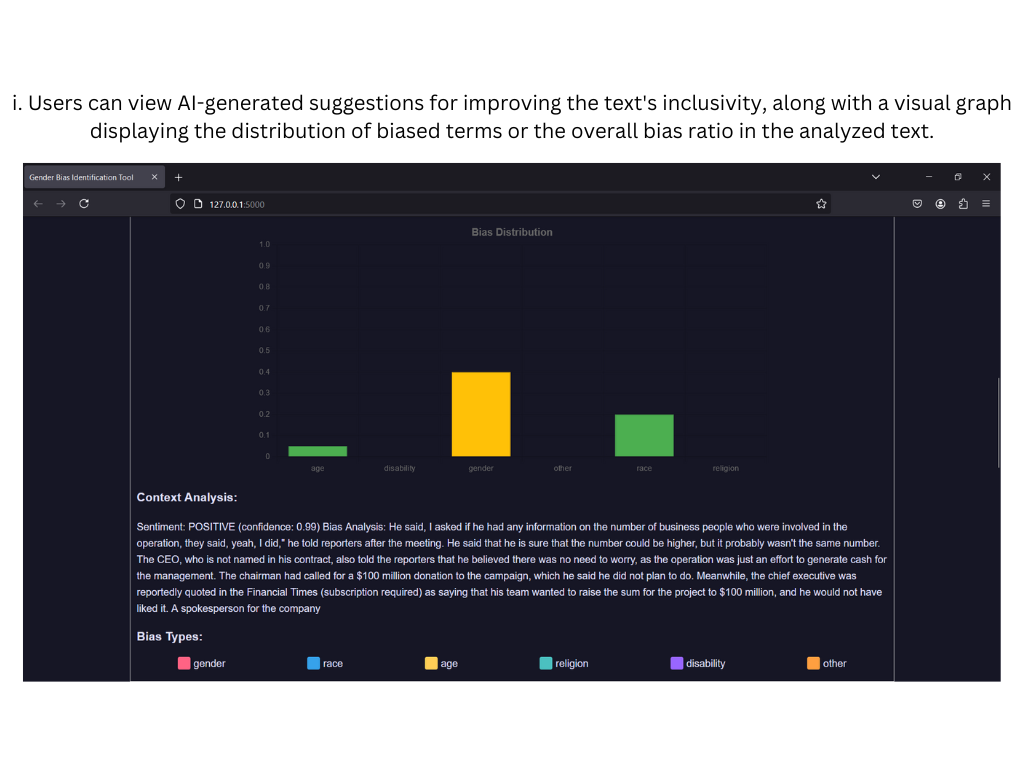 i. Users can view AI-generated suggestions for improving the text's inclusivity, along with a visual graph
displaying the distribution of biased terms or the overall bias ratio in the analyzed text.
Gender Bias Identification Tool
127.0.0.1:5000
Bias Distribution
1.0
0.9
0.8
0.7
0.6
0.5
0.4
0.3
0.2
0.1
0
age disability gender other race religion
Context Analysis:
Sentiment: POSITIVE (confidence: 0.99) Bias Analysis: He said, I asked if he had any information on the number of business people who were involved in the
operation, they said, yeah, I did," he told reporters after the meeting. He said that he is sure that the number could be higher, but it probably wasn't the same number.
The CEO, who is not named in his contract, also told the reporters that he believed there was no need to worry, as the operation was just an effort to generate cash for
the management. The chairman had called for a $100 million donation to the campaign, which he said he did not plan to do. Meanwhile, the chief executive was
reportedly quoted in the Financial Times (subscription required) as saying that his team wanted to raise the sum for the project to $100 million, and he would not have
liked it. A spokesperson for the company
Bias Types:
gender race age religion disability other